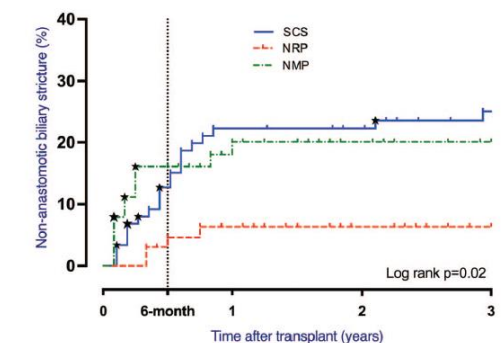 Non-anastomotic biliary stricture (%)
40
30
20
10
0
SCS
NRP
NMP
Log rank p=0.02
0 6-month 1 2 3
Time after transplant (years)